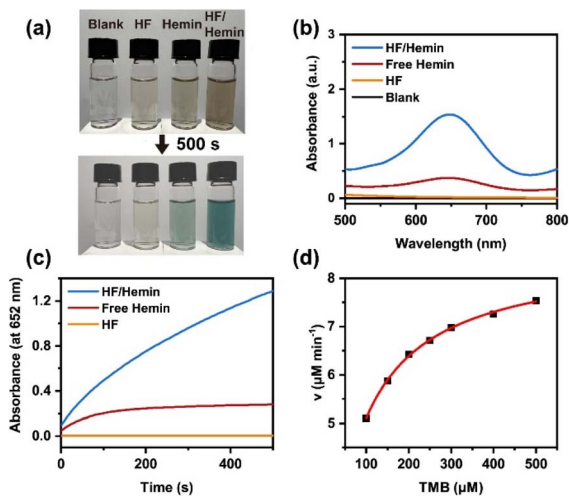 (a)
Blank HF Hemin HF/
Hemin
500 s
(b)
Absorbance (a.u.)
3
2
1
0
HF/Hemin
Free Hemin
HF
Blank
500 600 700 800
Wavelength (nm)
(c)
Absorbance (at 652 nm)
1.2
0.8
0.4
0.0
HF/Hemin
Free Hemin
HF
0 200 400
Time (s)
(d)
v (μM min⁻¹)
8
7
6
5
100 200 300 400 500
TMB (μM)